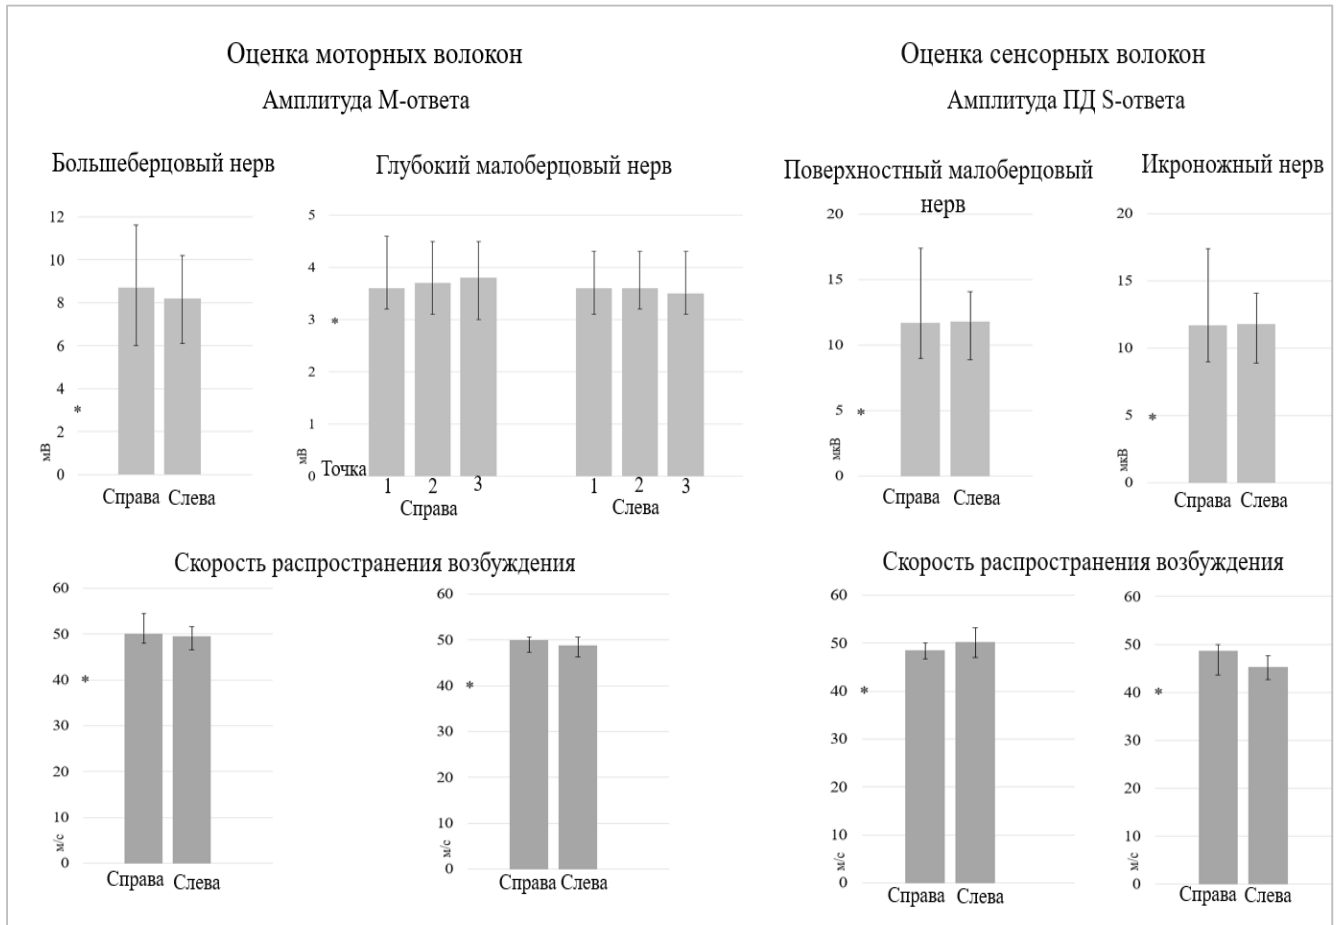 Оценка моторных волокон
Амплитуда М-ответа
Большеберцовый нерв
12
10
8
6
4
*
2
мВ
0
Справа Слева
Глубокий малоберцовый нерв
5
4
3
*
2
1
мВ
0
Точка
1 2 3
Справа
1 2 3
Слева
Оценка сенсорных волокон
Амплитуда ПД S-ответа
Поверхностный малоберцовый
нерв
20
15
10
5
*
мкВ
0
Справа Слева
Икроножный нерв
20
15
10
5
*
мкВ
0
Справа Слева
Скорость распространения возбуждения
60
50
40
*
30
20
10
м/с
0
Справа Слева
60
50
40
*
30
20
10
м/с
0
Справа Слева
Скорость распространения возбуждения
60
50
40
*
30
20
10
м/с
0
Справа Слева
60
50
40
*
30
20
10
м/с
0
Справа Слева